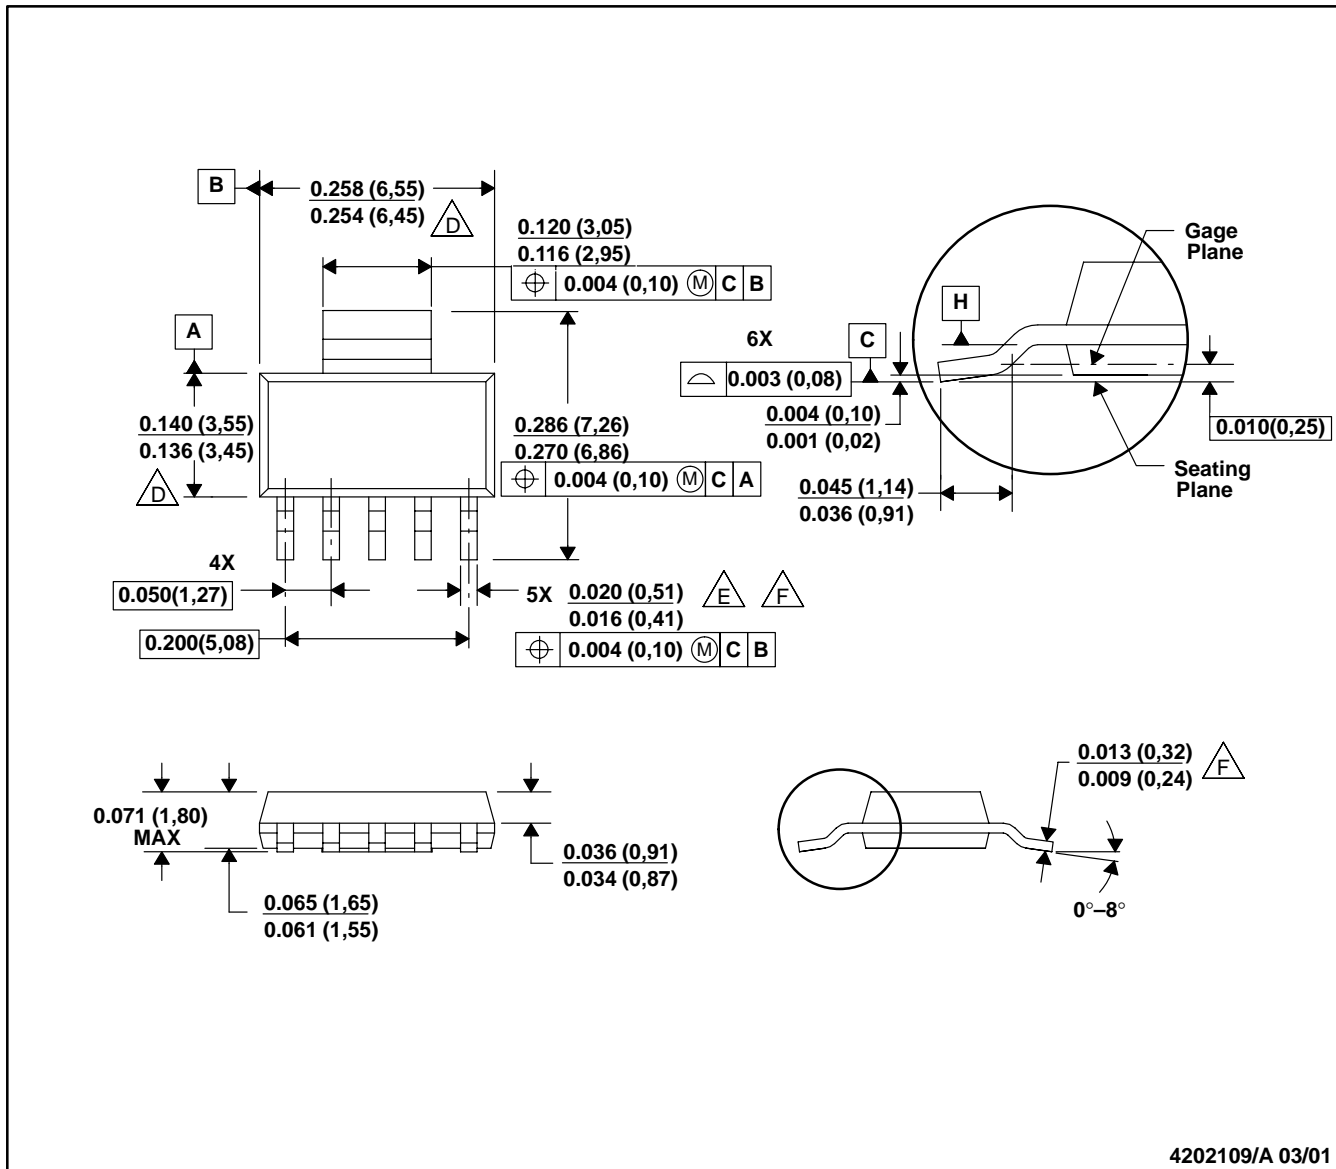 B
0.258 (6,55)
0.254 (6,45)
D
0.120 (3,05)
0.116 (2,95)
0.004 (0,10) M C B
A
0.140 (3,55)
0.136 (3,45)
D
0.286 (7,26)
0.270 (6,86)
0.004 (0,10) M C A
4X
0.050(1,27)
0.200(5,08)
5X
0.020 (0,51)
0.016 (0,41)
E
F
0.004 (0,10) M C B
Gage
Plane
H
6X
C
0.003 (0,08)
0.004 (0,10)
0.001 (0,02)
0.010(0,25)
0.045 (1,14)
0.036 (0,91)
Seating
Plane
0.071 (1,80)
MAX
0.065 (1,65)
0.061 (1,55)
0.036 (0,91)
0.034 (0,87)
0.013 (0,32)
0.009 (0,24)
F
0°–8°
4202109/A 03/01